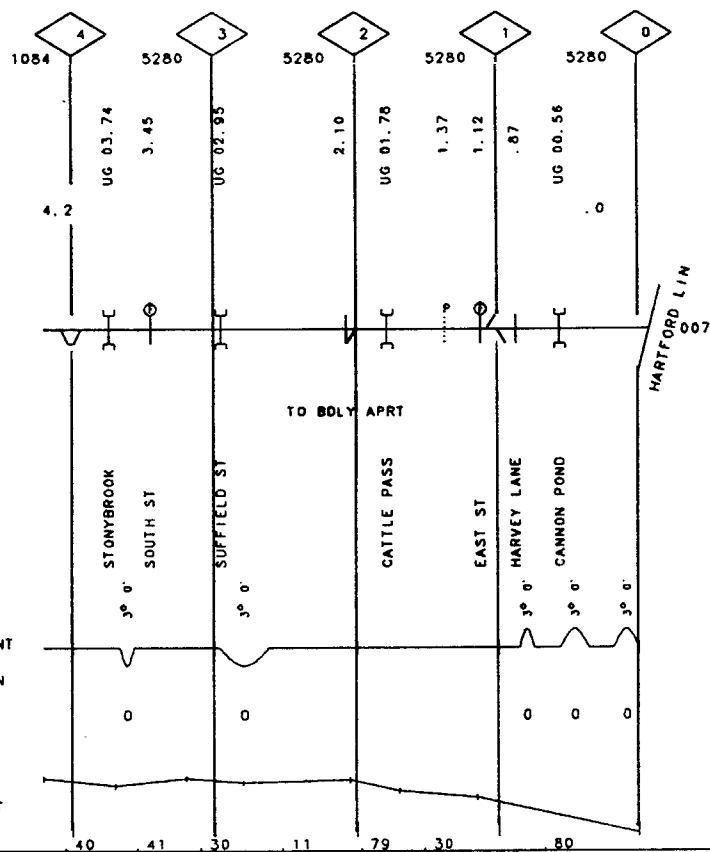 4 3 2 1 0
1084 5280 5280 5280 5280
UG 03.74
3.45
UG 02.95
2.10
UG 01.78
1.37
1.12
.87
UG 00.56
4.2
.0
HARTFORD LIN
007
TO BDLY APRT
STONYBROOK
SOUTH ST
SUFFIELD ST
CATTLE PASS
EAST ST
HARVEY LANE
CANNON POND
3° 0'
3° 0'
3° 0'
3° 0'
3° 0'
NT
N
0 0 0 0 0
.40 .41 .30 .11 .79 .30 .80